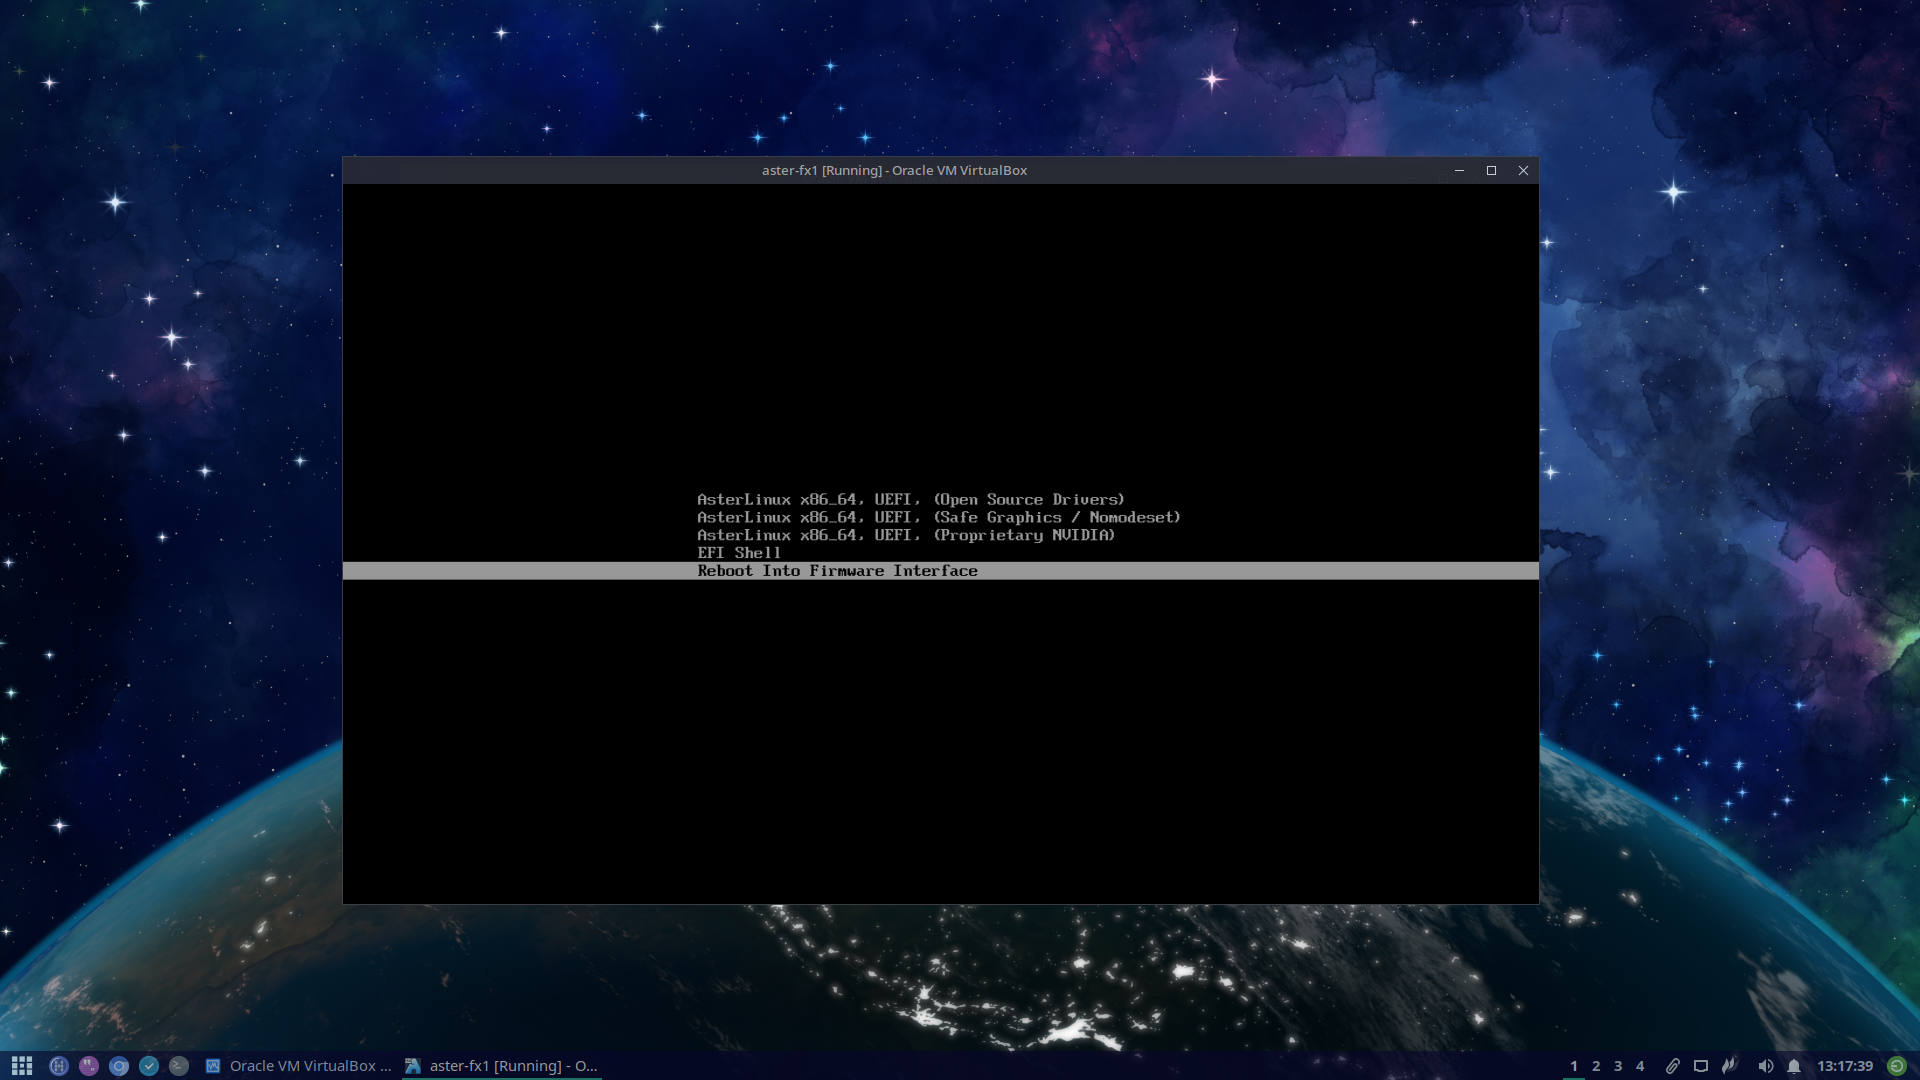 aster-fx1 [Running] - Oracle VM VirtualBox
AsterLinux x86_64, UEFI, (Open Source Drivers)
AsterLinux x86_64, UEFI, (Safe Graphics / Nomodeset)
AsterLinux x86_64, UEFI, (Proprietary NVIDIA)
EFI Shell
Reboot Into Firmware Interface
Oracle VM VirtualBox ...
aster-fx1 [Running] - O...
1 2 3 4
13:17:39